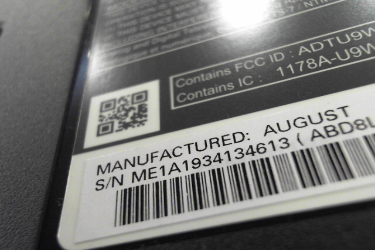 Contains FCC ID : ADTU9W
Contains IC : 1178A-U9W
MANUFACTURED: AUGUST
S/N ME1A1934134613 ( ABD8L